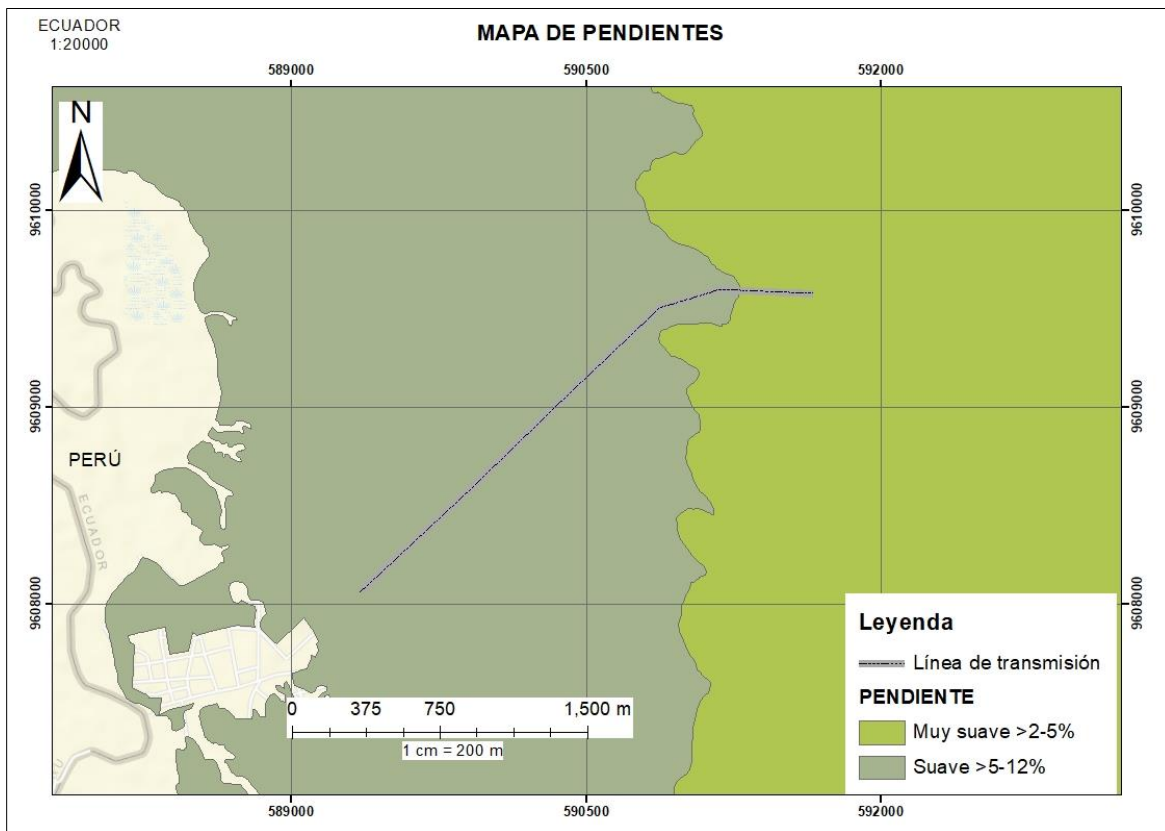 ECUADOR
1:20000
MAPA DE PENDIENTES
589000
590500
592000
N
9610000
9610000
9609000
9609000
PERÚ
ECUADOR
9608000
9608000
Leyenda
Línea de transmisión
PENDIENTE
Muy suave >2-5%
Suave >5-12%
0 375 750 1,500 m
1 cm = 200 m
589000
590500
592000